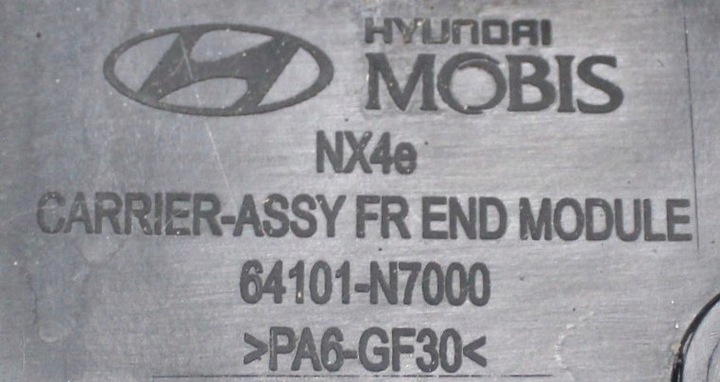 HYUNDAI
MOBIS
NX4e
CARRIER-ASSY FR END MODULE
64101-N7000
>PA6-GF30<